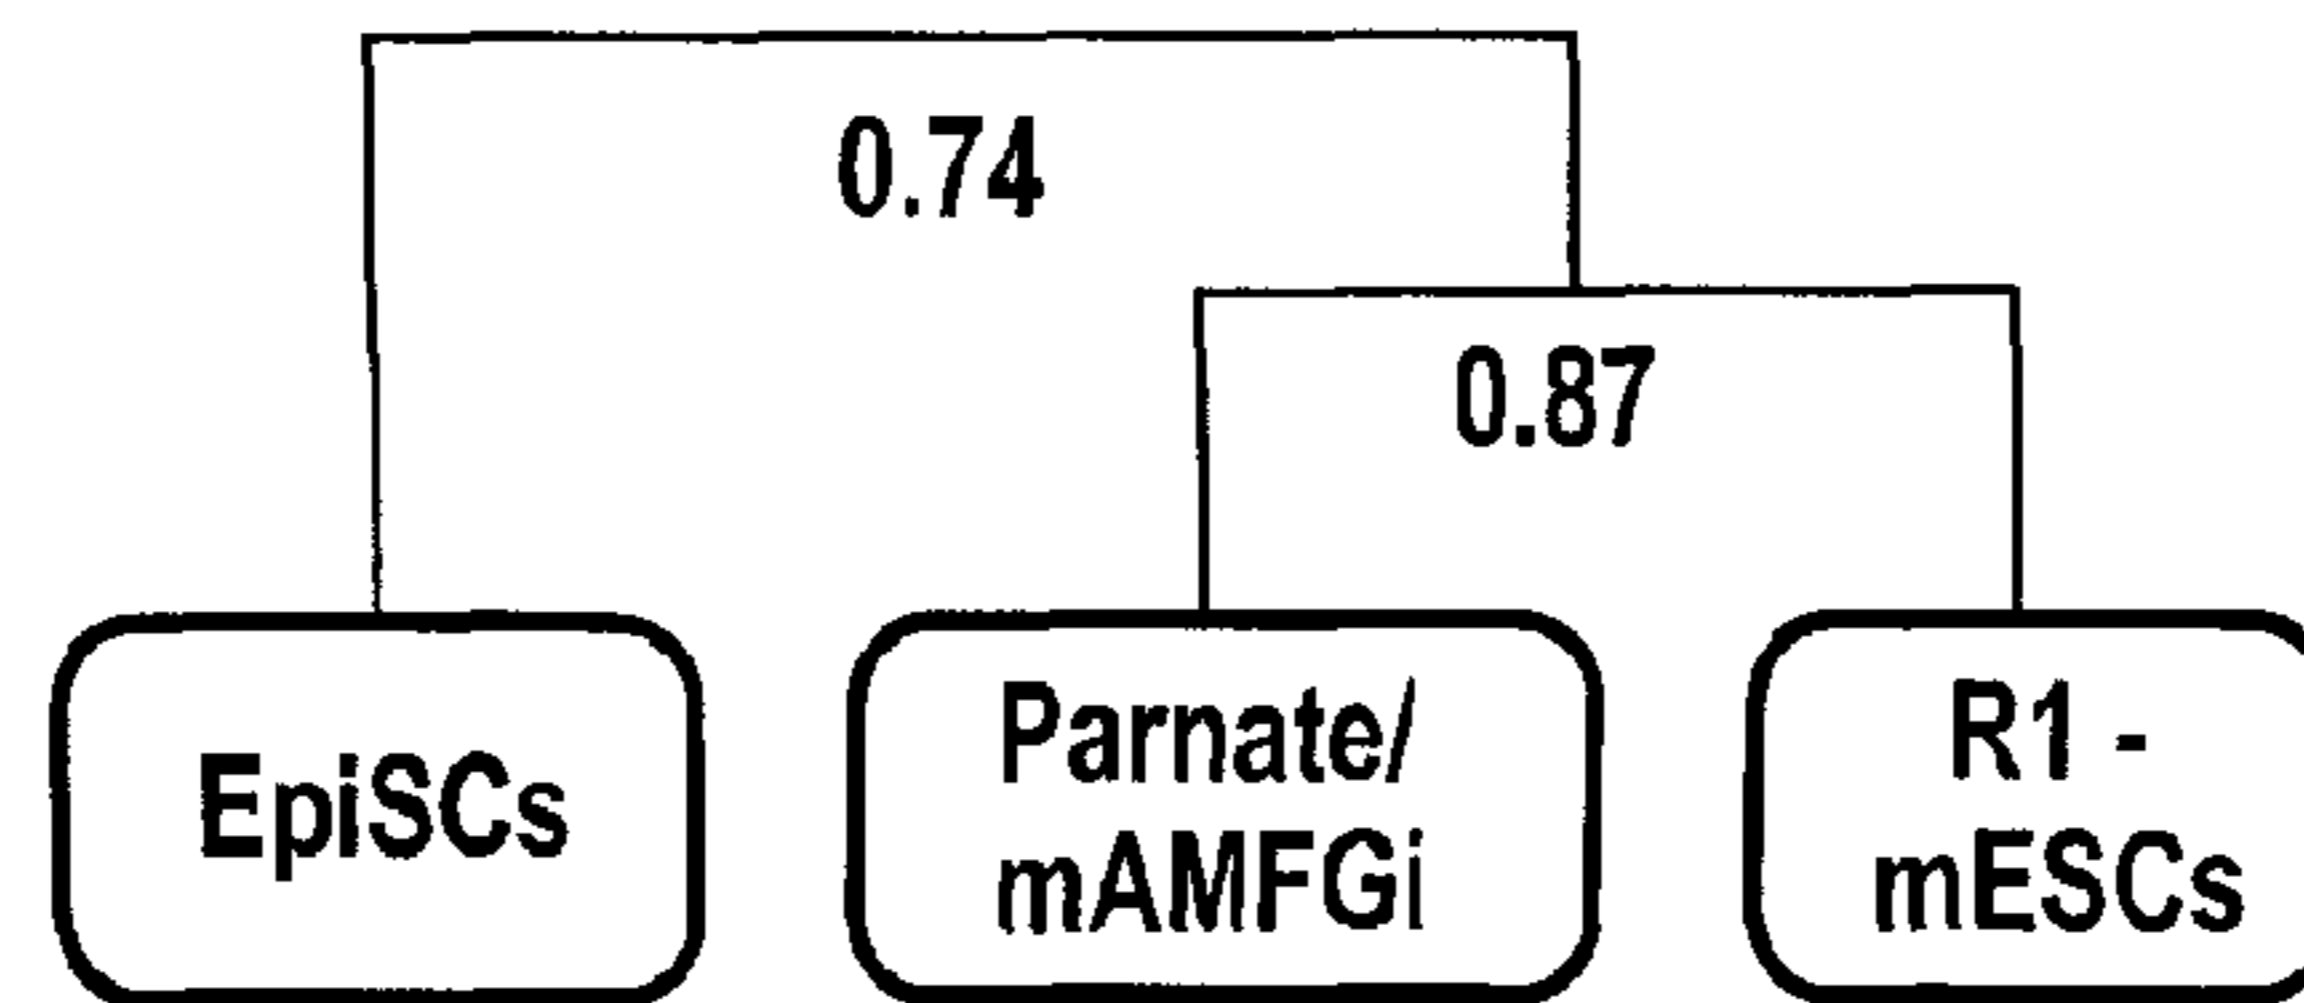 0.74
0.87
EpiSCs
Parnate/
mAMFGi
R1 -
mESCs